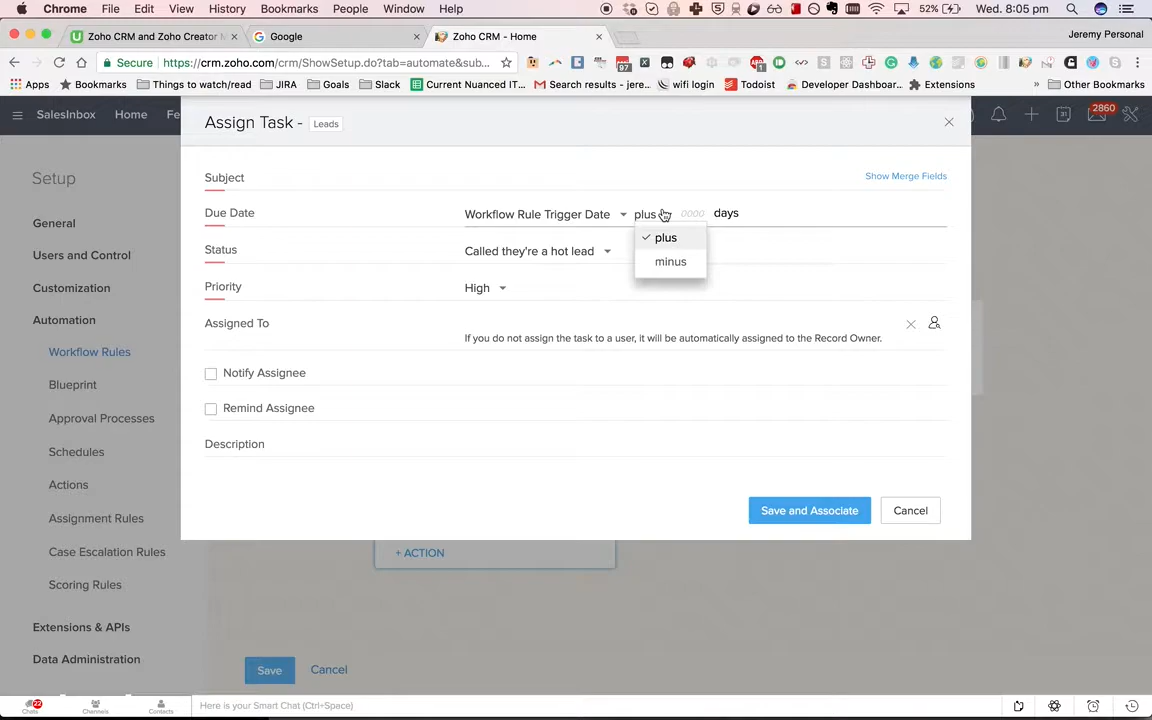 Chrome File Edit View History Bookmarks People Window Help 52% Wed. 8:05 pm
Zoho CRM and Zoho Creator M Google Zoho CRM - Home Jeremy Personal
Secure https://crm.zoho.com/crm/ShowSetup.do?tab=automate&sub... 97
Apps Bookmarks Things to watch/read JIRA Goals Slack Current Nuanced IT... Search results - jere... wifi login Todoist Developer Dashboar... Extensions » Other Bookmarks
SalesInbox Home Fe 2860
Assign Task - Leads
Setup
Subject Show Merge Fields
General
Due Date Workflow Rule Trigger Date plus 0000 days
plus
minus
Users and Control
Status Called they're a hot lead
Customization
Priority High
Automation
Assigned To
If you do not assign the task to a user, it will be automatically assigned to the Record Owner.
Workflow Rules
Notify Assignee
Blueprint
Remind Assignee
Approval Processes
Description
Schedules
Actions
Save and Associate Cancel
Assignment Rules
Case Escalation Rules
+ ACTION
Scoring Rules
Extensions & APIs
Data Administration
Save Cancel
22
Chats Channels Contacts Here is your Smart Chat (Ctrl+Space)